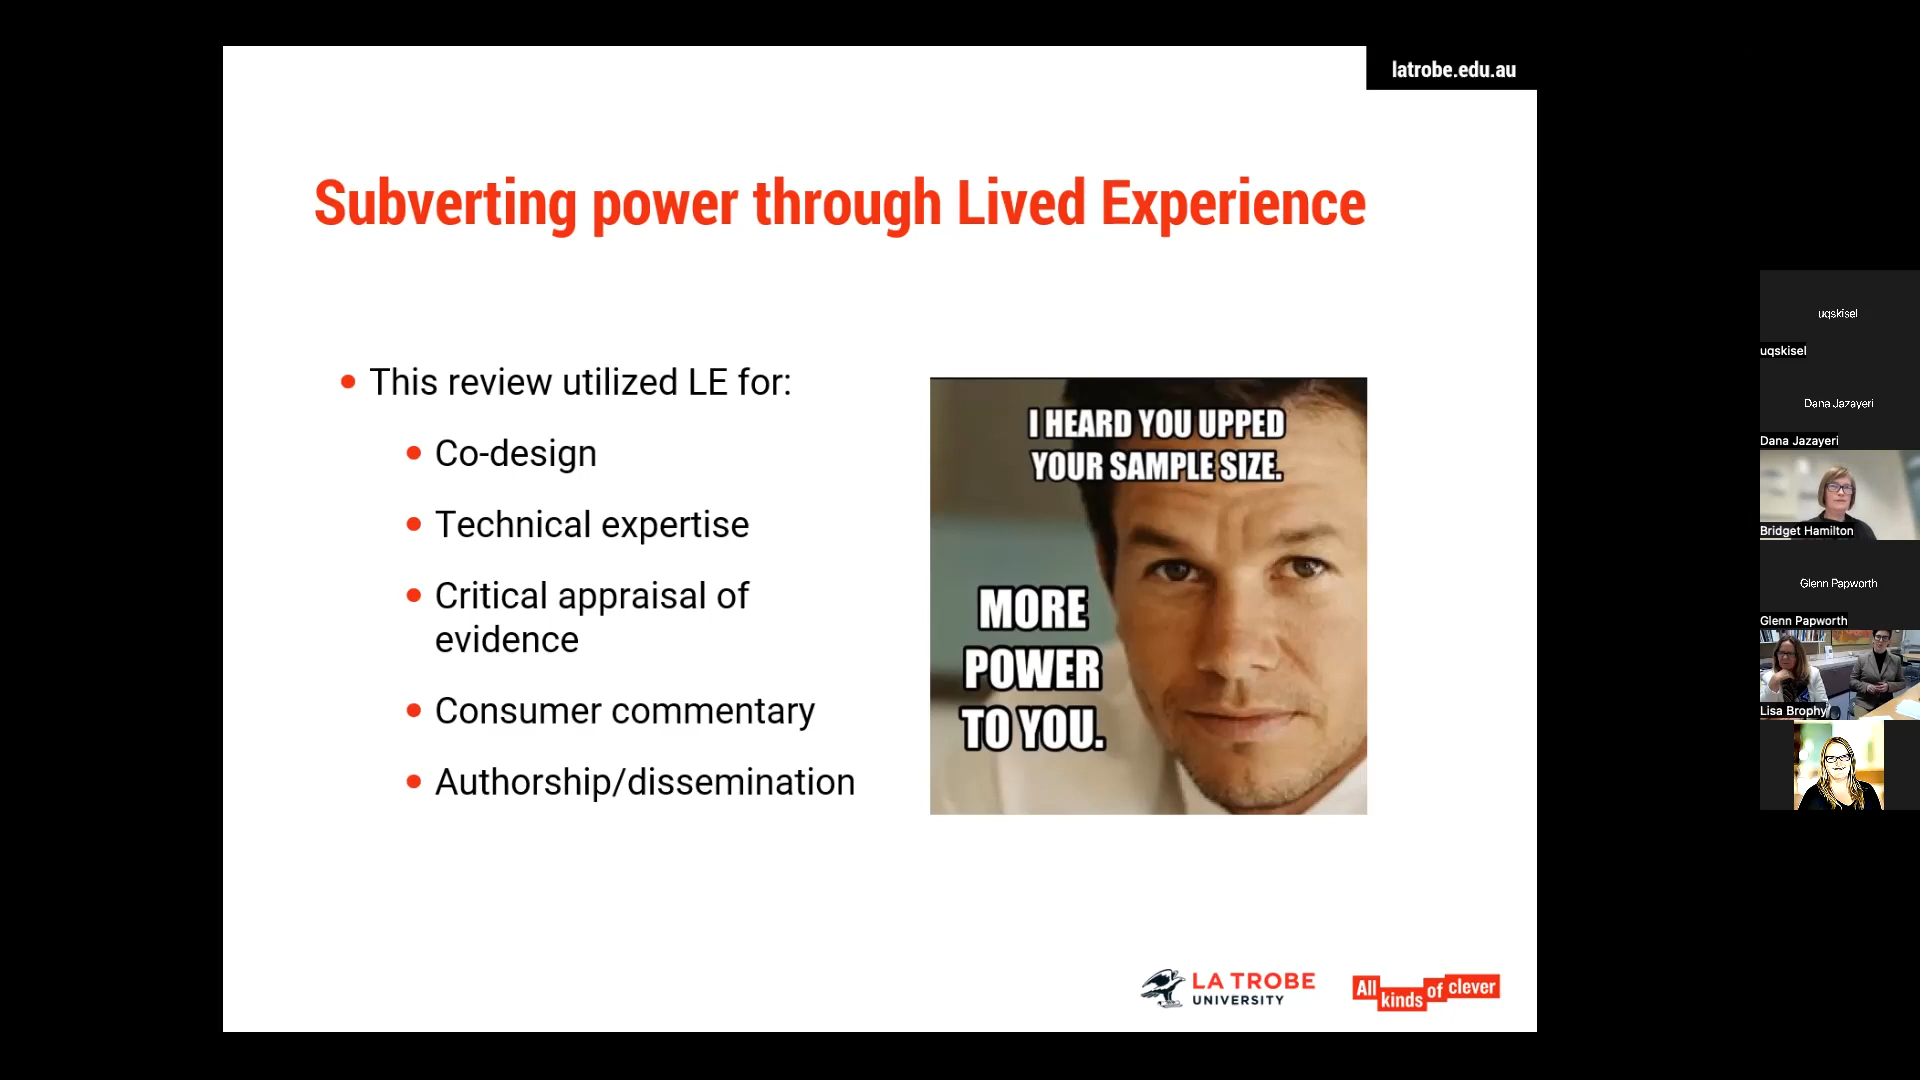 latrobe.edu.au
Subverting power through Lived Experience
This review utilized LE for:
Co-design
Technical expertise
Critical appraisal of
evidence
Consumer commentary
Authorship/dissemination
I HEARD YOU UPPED
YOUR SAMPLE SIZE.
MORE
POWER
TO YOU.
LA TROBE
UNIVERSITY
All kinds of clever
uqskisel
uqskisel
Dana Jazayeri
Dana Jazayeri
Bridget Hamilton
Glenn Papworth
Glenn Papworth
Lisa Brophy